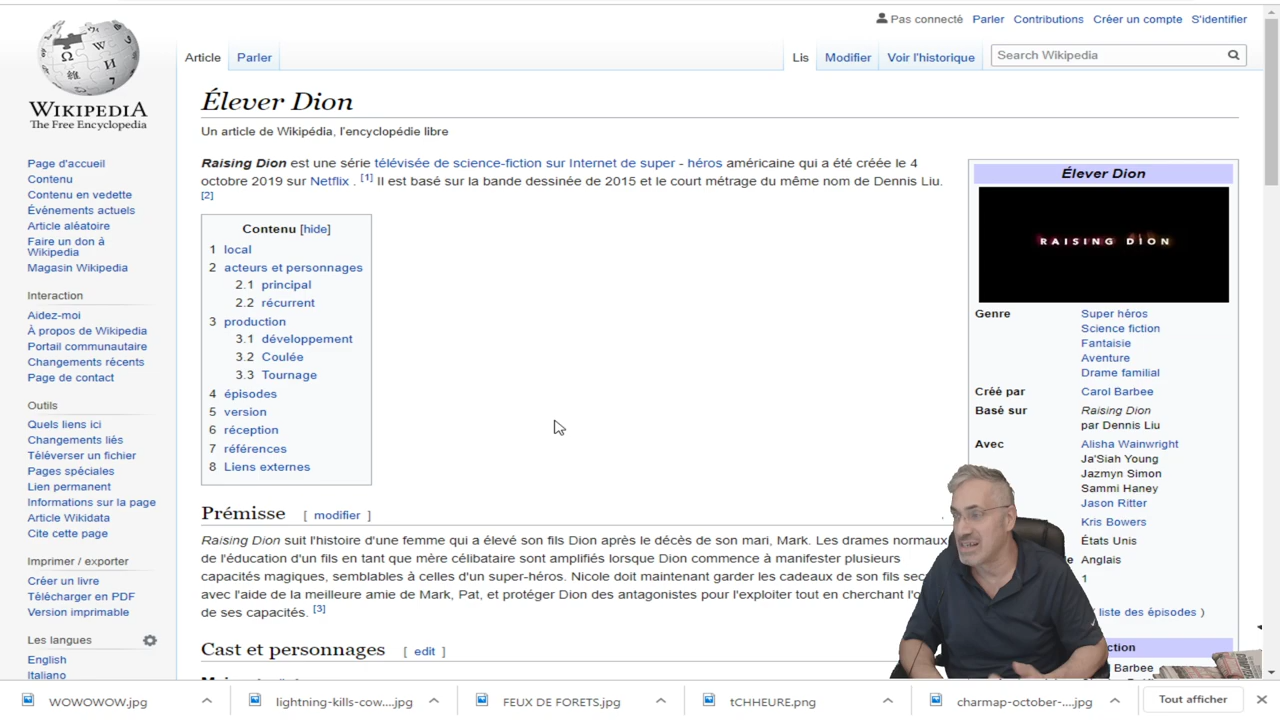 Pas connecté Parler Contributions Créer un compte S'identifier
Article Parler Lis Modifier Voir l'historique Search Wikipedia
WIKIPEDIA
The Free Encyclopedia
Page d'accueil
Contenu
Contenu en vedette
Événements actuels
Article aléatoire
Faire un don à
Wikipedia
Magasin Wikipedia
Interaction
Aidez-moi
À propos de Wikipedia
Portail communautaire
Changements récents
Page de contact
Outils
Quels liens ici
Changements liés
Téléverser un fichier
Pages spéciales
Lien permanent
Informations sur la page
Article Wikidata
Cite cette page
Imprimer / exporter
Créer un livre
Télécharger en PDF
Version imprimable
Les langues
English
Italiano
Élever Dion
Un article de Wikipédia, l'encyclopédie libre
Raising Dion est une série télévisée de science-fiction sur Internet de super - héros américaine qui a été créée le 4
octobre 2019 sur Netflix . [1] Il est basé sur la bande dessinée de 2015 et le court métrage du même nom de Dennis Liu.
[2]
Contenu [hide]
1 local
2 acteurs et personnages
2.1 principal
2.2 récurrent
3 production
3.1 développement
3.2 Coulée
3.3 Tournage
4 épisodes
5 version
6 réception
7 références
8 Liens externes
Prémisse [ modifier ]
Raising Dion suit l'histoire d'une femme qui a élevé son fils Dion après le décès de son mari, Mark. Les drames normaux
de l'éducation d'un fils en tant que mère célibataire sont amplifiés lorsque Dion commence à manifester plusieurs
capacités magiques, semblables à celles d'un super-héros. Nicole doit maintenant garder les cadeaux de son fils
avec l'aide de la meilleure amie de Mark, Pat, et protéger Dion des antagonistes pour l'exploiter tout en cherchant
de ses capacités. [3]
Cast et personnages [ edit ]
Élever Dion
RAISING DION
Genre Super héros
Science fiction
Fantaisie
Aventure
Drame familial
Créé par Carol Barbee
Basé sur Raising Dion
par Dennis Liu
Avec Alisha Wainwright
Ja'Siah Young
Jazmyn Simon
Sammi Haney
Jason Ritter
Kris Bowers
États Unis
Anglais
1
( liste des épisodes )
ction
Barbee
WOWOWOW.jpg lightning-kills-cow....jpg FEUX DE FORETS.jpg tCHHEURE.png charmap-october-....jpg Tout afficher